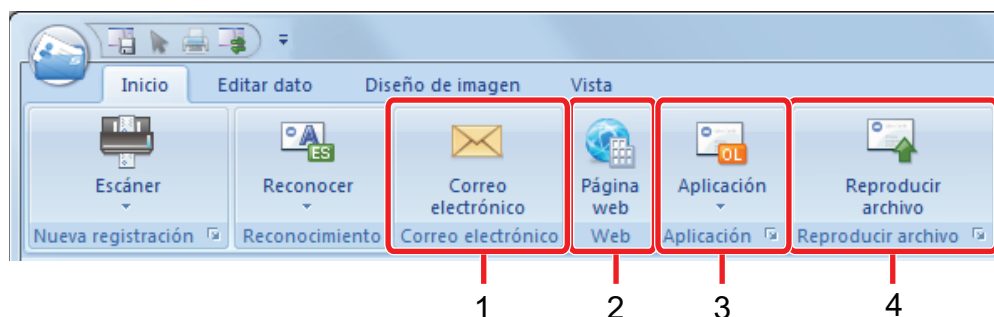 Inicio Editar dato Diseño de imagen Vista
A
ES
OL
Escáner Reconocer Correo electrónico Página web Aplicación Reproducir archivo
Nueva registración Reconocimiento Correo electrónico Web Aplicación Reproducir archivo
1 2 3 4